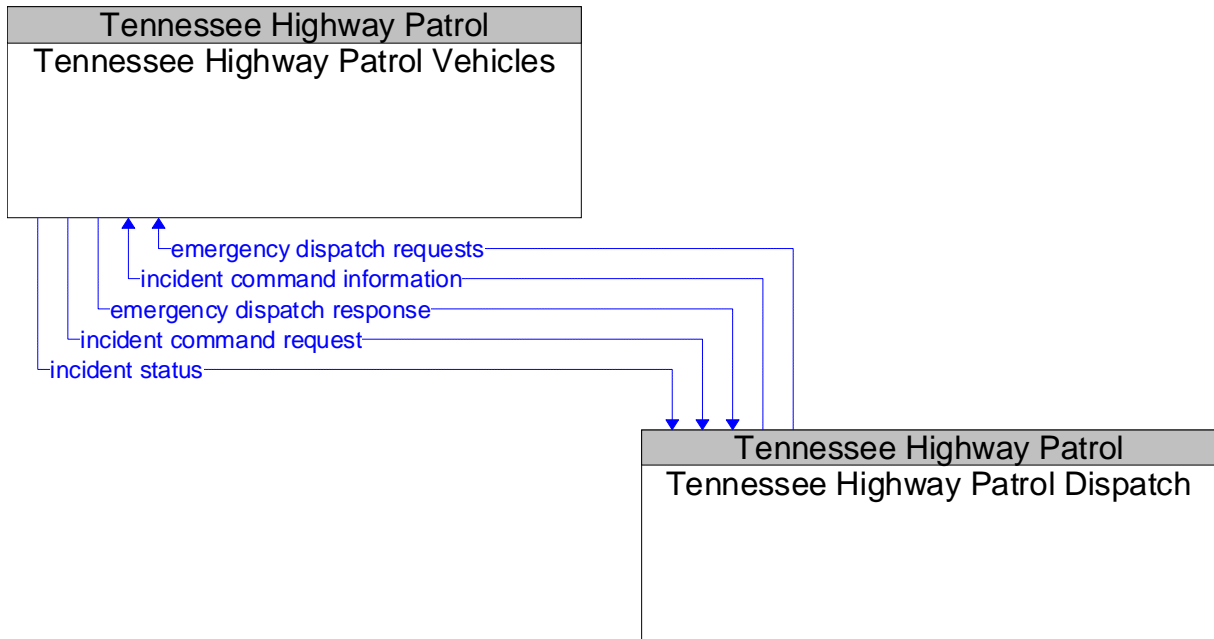 Tennessee Highway Patrol
Tennessee Highway Patrol Vehicles
emergency dispatch requests
incident command information
emergency dispatch response
incident command request
incident status
Tennessee Highway Patrol
Tennessee Highway Patrol Dispatch